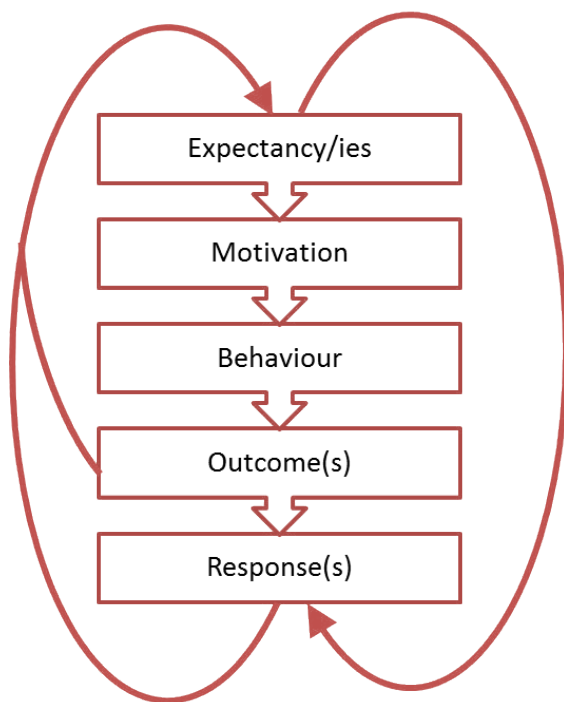 Expectancy/ies
Motivation
Behaviour
Outcome(s)
Response(s)